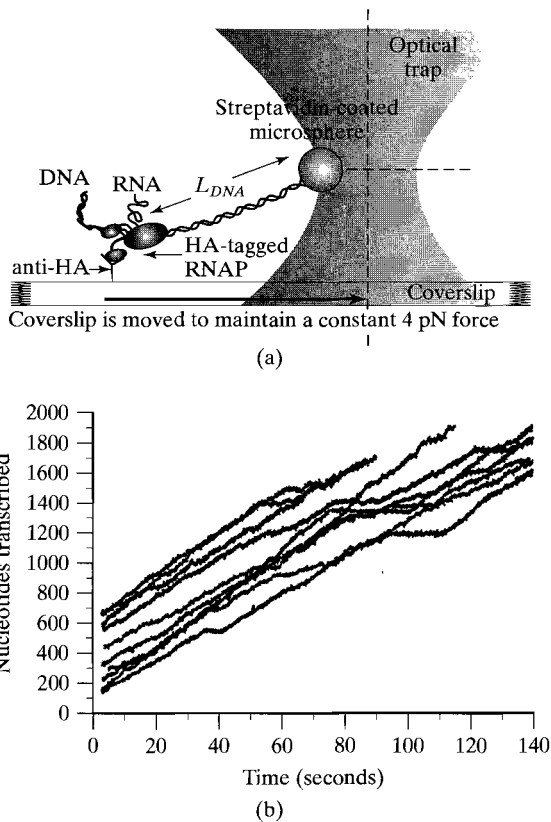 Optical
trap
Streptavidin-coated
microsphere
DNA
RNA
L_DNA
HA-tagged
RNAP
anti-HA
Coverslip
Coverslip is moved to maintain a constant 4 pN force
(a)
Nucleotides transcribed
2000
1800
1600
1400
1200
1000
800
600
400
200
0
0 20 40 60 80 100 120 140
Time (seconds)
(b)